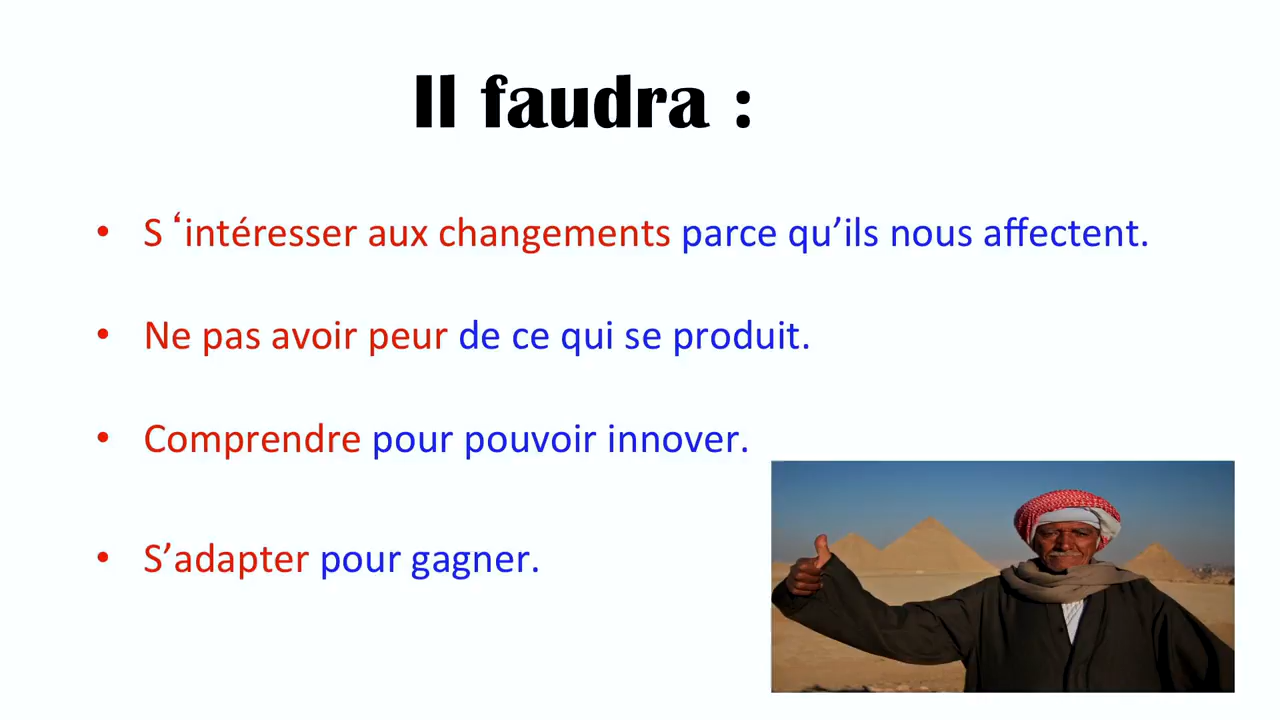 Il faudra :
• S ‘intéresser aux changements parce qu’ils nous affectent.
• Ne pas avoir peur de ce qui se produit.
• Comprendre pour pouvoir innover.
• S’adapter pour gagner.